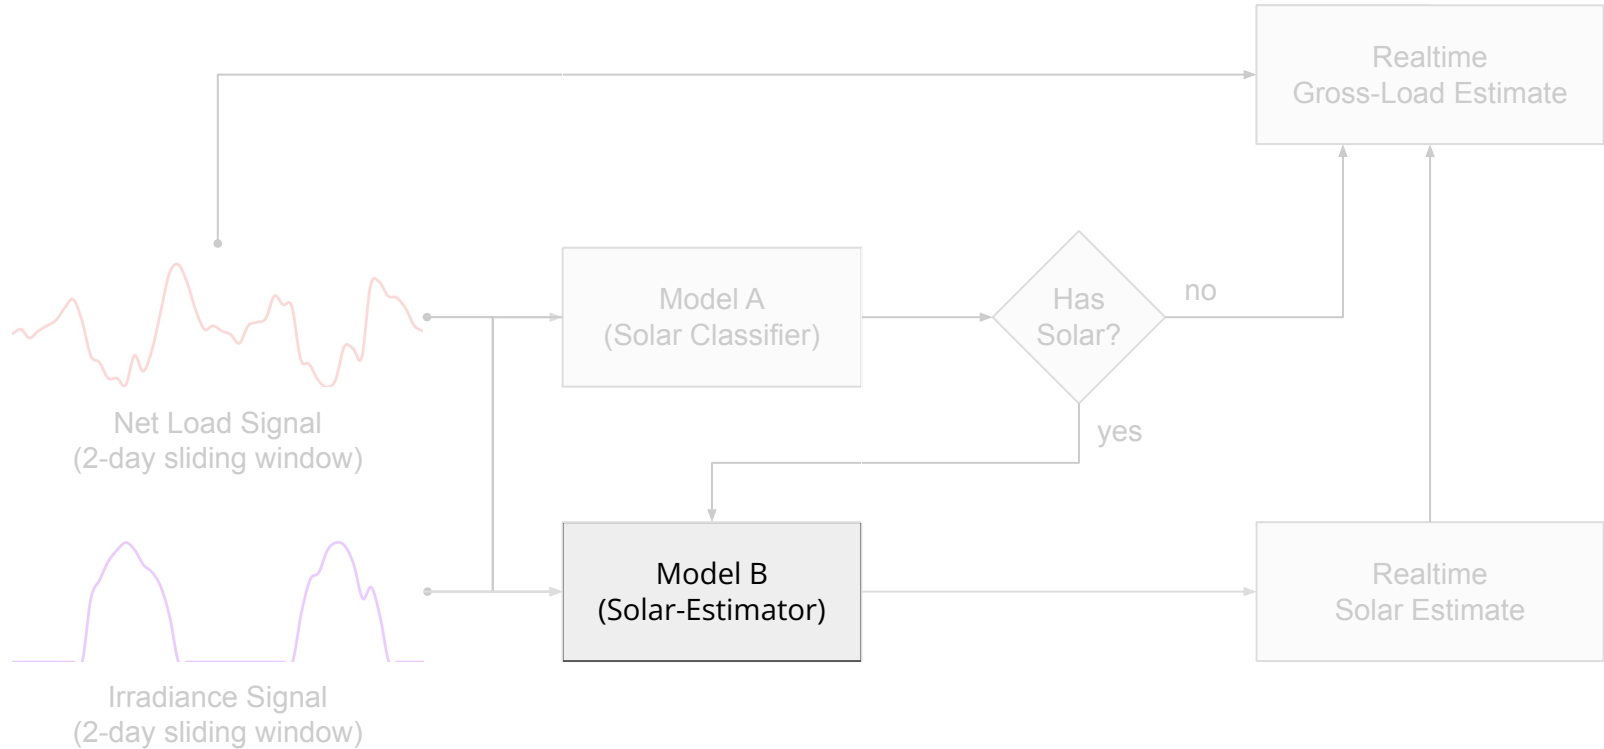 Realtime
Gross-Load Estimate
Model A
(Solar Classifier)
Has
Solar?
no
yes
Net Load Signal
(2-day sliding window)
Model B
(Solar-Estimator)
Realtime
Solar Estimate
Irradiance Signal
(2-day sliding window)